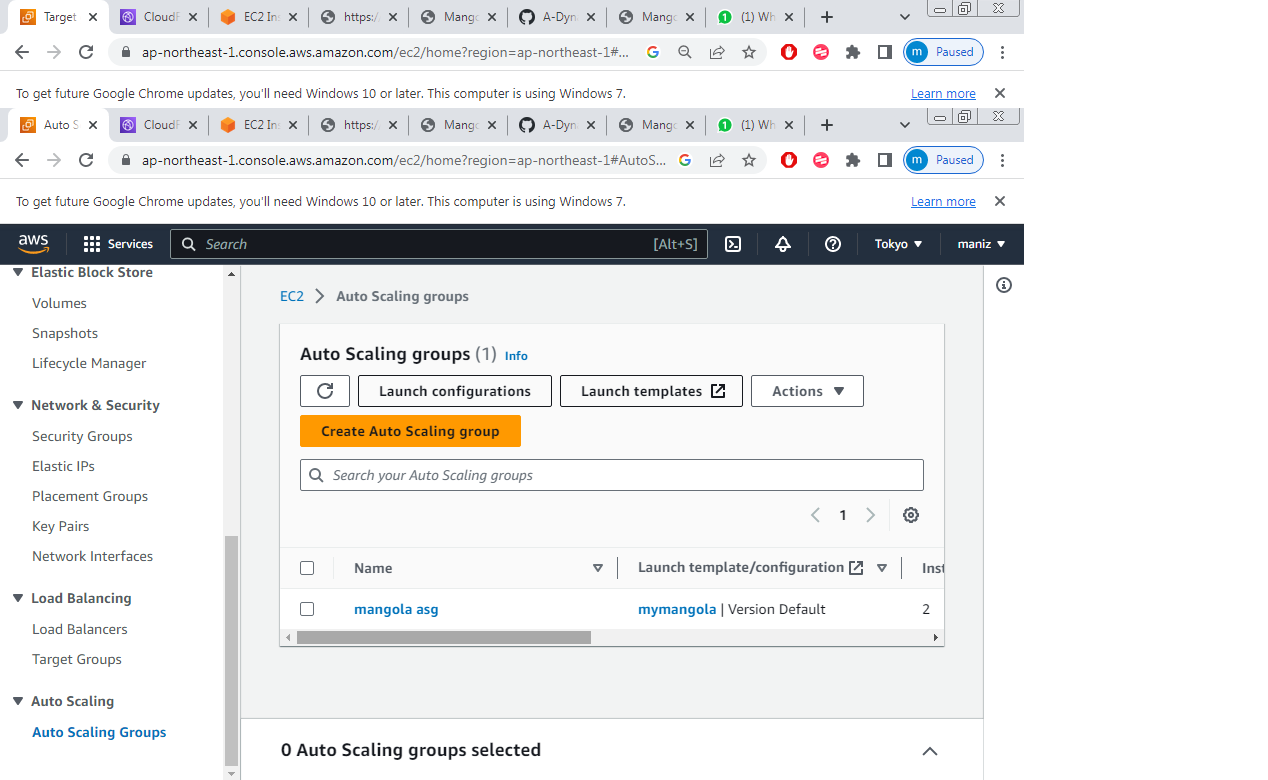 Target CloudF EC2 Ins https:/ Mango A-Dyn Mango (1) Wh
ap-northeast-1.console.aws.amazon.com/ec2/home?region=ap-northeast-1#... m Paused
To get future Google Chrome updates, you'll need Windows 10 or later. This computer is using Windows 7. Learn more
Auto S CloudF EC2 Ins https:/ Mango A-Dyn Mango (1) Wh
ap-northeast-1.console.aws.amazon.com/ec2/home?region=ap-northeast-1#AutoS... m Paused
To get future Google Chrome updates, you'll need Windows 10 or later. This computer is using Windows 7. Learn more
aws Services Search [Alt+S] Tokyo maniz
Elastic Block Store
Volumes
Snapshots
Lifecycle Manager
Network & Security
Security Groups
Elastic IPs
Placement Groups
Key Pairs
Network Interfaces
Load Balancing
Load Balancers
Target Groups
Auto Scaling
Auto Scaling Groups
EC2 Auto Scaling groups
Auto Scaling groups (1) Info
Launch configurations Launch templates Actions
Create Auto Scaling group
Search your Auto Scaling groups
1
Name Launch template/configuration Inst
mangola asg mymangola | Version Default 2
0 Auto Scaling groups selected